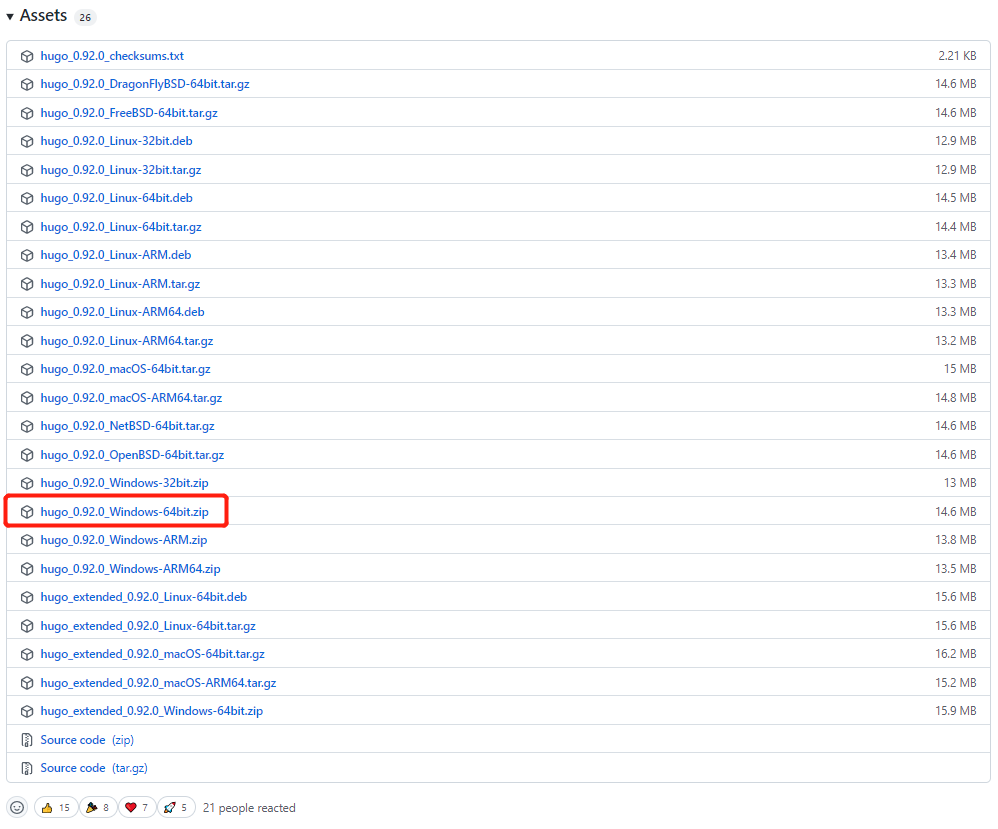 Assets 26
hugo_0.92.0_checksums.txt 2.21 KB
hugo_0.92.0_DragonFlyBSD-64bit.tar.gz 14.6 MB
hugo_0.92.0_FreeBSD-64bit.tar.gz 14.6 MB
hugo_0.92.0_Linux-32bit.deb 12.9 MB
hugo_0.92.0_Linux-32bit.tar.gz 12.9 MB
hugo_0.92.0_Linux-64bit.deb 14.5 MB
hugo_0.92.0_Linux-64bit.tar.gz 14.4 MB
hugo_0.92.0_Linux-ARM.deb 13.4 MB
hugo_0.92.0_Linux-ARM.tar.gz 13.3 MB
hugo_0.92.0_Linux-ARM64.deb 13.3 MB
hugo_0.92.0_Linux-ARM64.tar.gz 13.2 MB
hugo_0.92.0_macOS-64bit.tar.gz 15 MB
hugo_0.92.0_macOS-ARM64.tar.gz 14.8 MB
hugo_0.92.0_NetBSD-64bit.tar.gz 14.6 MB
hugo_0.92.0_OpenBSD-64bit.tar.gz 14.6 MB
hugo_0.92.0_Windows-32bit.zip 13 MB
hugo_0.92.0_Windows-64bit.zip 14.6 MB
hugo_0.92.0_Windows-ARM.zip 13.8 MB
hugo_0.92.0_Windows-ARM64.zip 13.5 MB
hugo_extended_0.92.0_Linux-64bit.deb 15.6 MB
hugo_extended_0.92.0_Linux-64bit.tar.gz 15.6 MB
hugo_extended_0.92.0_macOS-64bit.tar.gz 16.2 MB
hugo_extended_0.92.0_macOS-ARM64.tar.gz 15.2 MB
hugo_extended_0.92.0_Windows-64bit.zip 15.9 MB
Source code (zip)
Source code (tar.gz)
15 8 7 5 21 people reacted